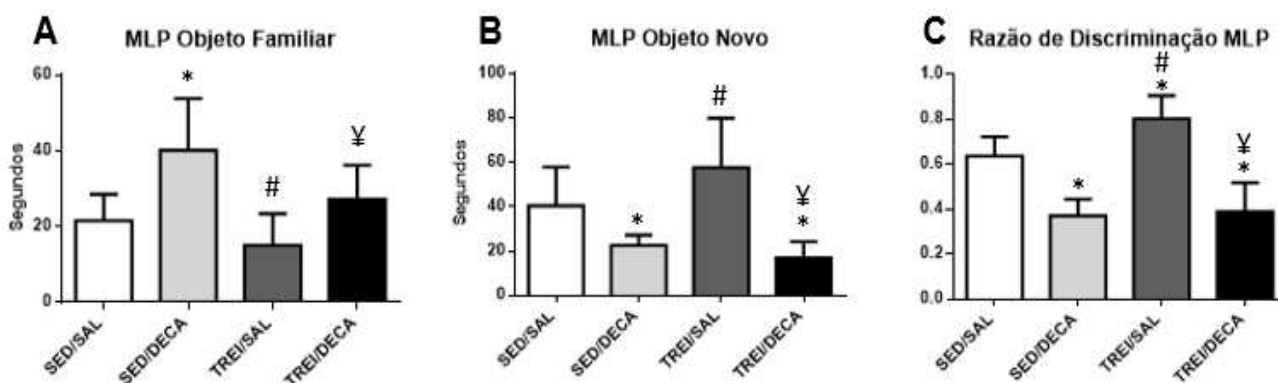 A
MLP Objeto Familiar
Segundos
60
40
20
0
*
#
¥
SED/SAL
SED/DECA
TREI/SAL
TREI/DECA
B
MLP Objeto Novo
Segundos
100
80
60
40
20
0
*
#
¥
*
SED/SAL
SED/DECA
TREI/SAL
TREI/DECA
C
Razão de Discriminação MLP
1.0
0.8
0.6
0.4
0.2
0.0
*
#
*
¥
*
SED/SAL
SED/DECA
TREI/SAL
TREI/DECA